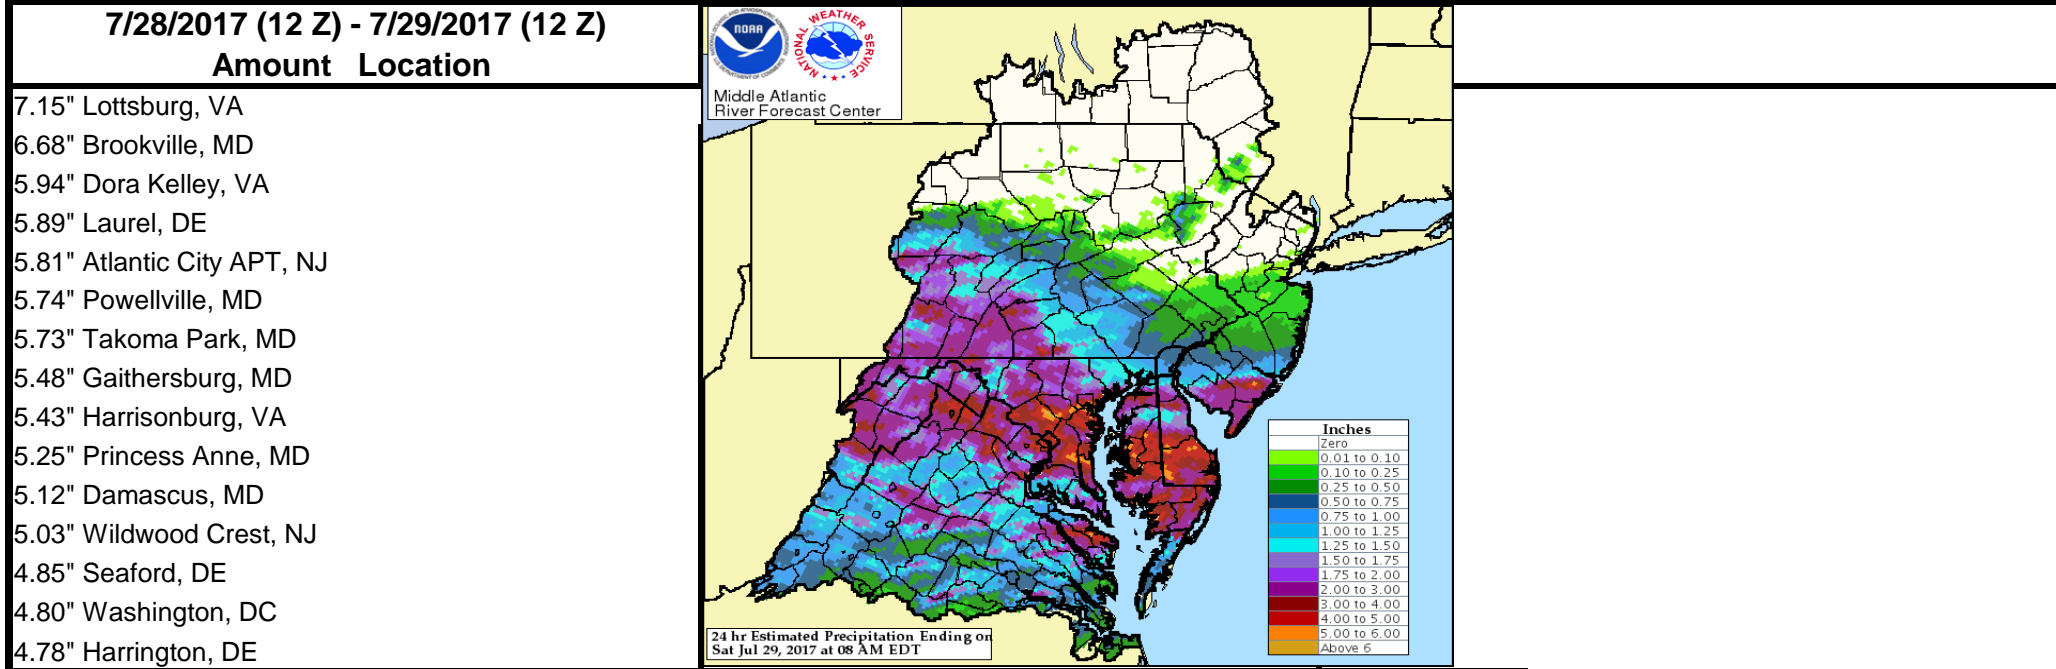 7/28/2017 (12 Z) - 7/29/2017 (12 Z)
Amount Location
7.15" Lottsburg, VA
6.68" Brookville, MD
5.94" Dora Kelley, VA
5.89" Laurel, DE
5.81" Atlantic City APT, NJ
5.74" Powellville, MD
5.73" Takoma Park, MD
5.48" Gaithersburg, MD
5.43" Harrisonburg, VA
5.25" Princess Anne, MD
5.12" Damascus, MD
5.03" Wildwood Crest, NJ
4.85" Seaford, DE
4.80" Washington, DC
4.78" Harrington, DE
NOAA
NATIONAL WEATHER SERVICE
Middle Atlantic
River Forecast Center
Inches
Zero
0.01 to 0.10
0.10 to 0.25
0.25 to 0.50
0.50 to 0.75
0.75 to 1.00
1.00 to 1.25
1.25 to 1.50
1.50 to 1.75
1.75 to 2.00
2.00 to 3.00
3.00 to 4.00
4.00 to 5.00
5.00 to 6.00
Above 6
24 hr Estimated Precipitation Ending on
Sat Jul 29, 2017 at 08 AM EDT